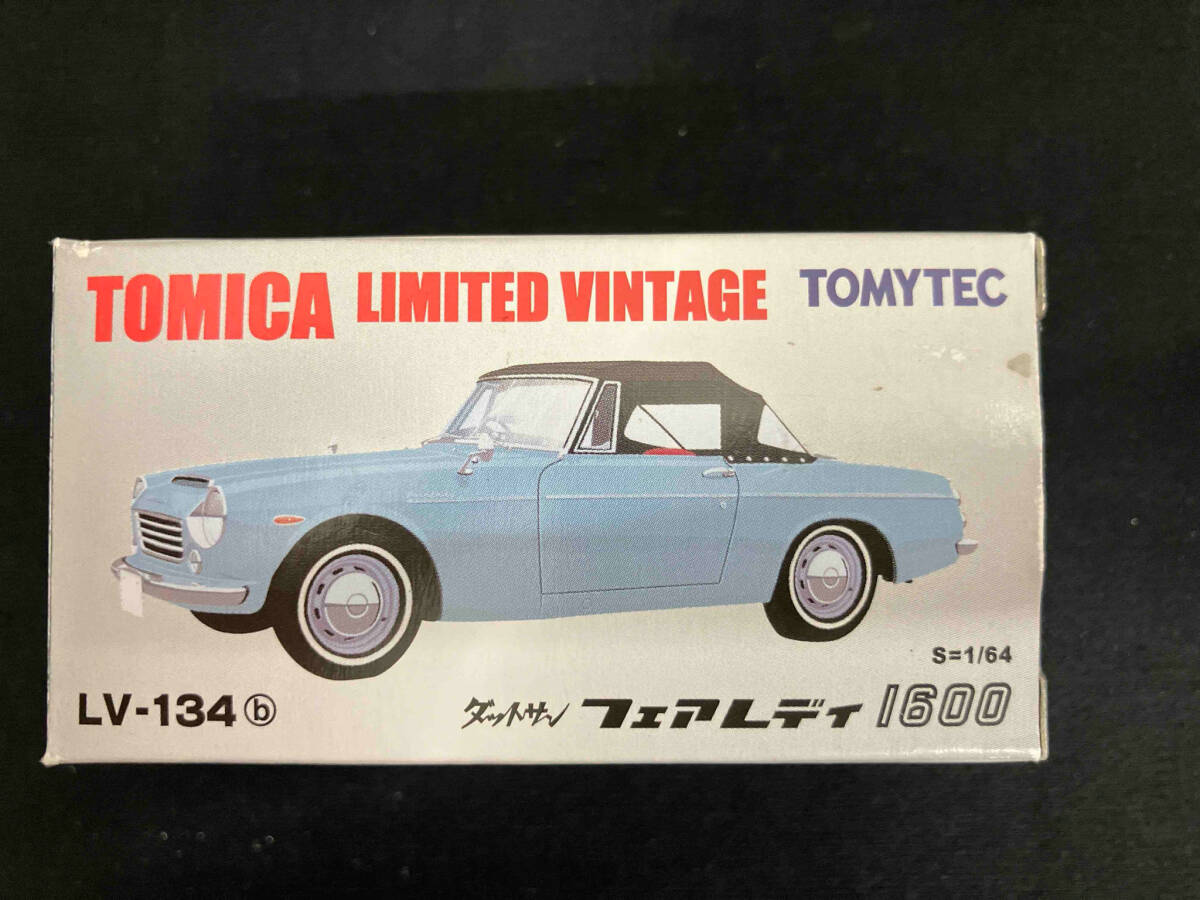 TOMICA LIMITED VINTAGE TOMYTEC
S=1/64
LV-134 ⓑ ダットサン フェアレディ 1600